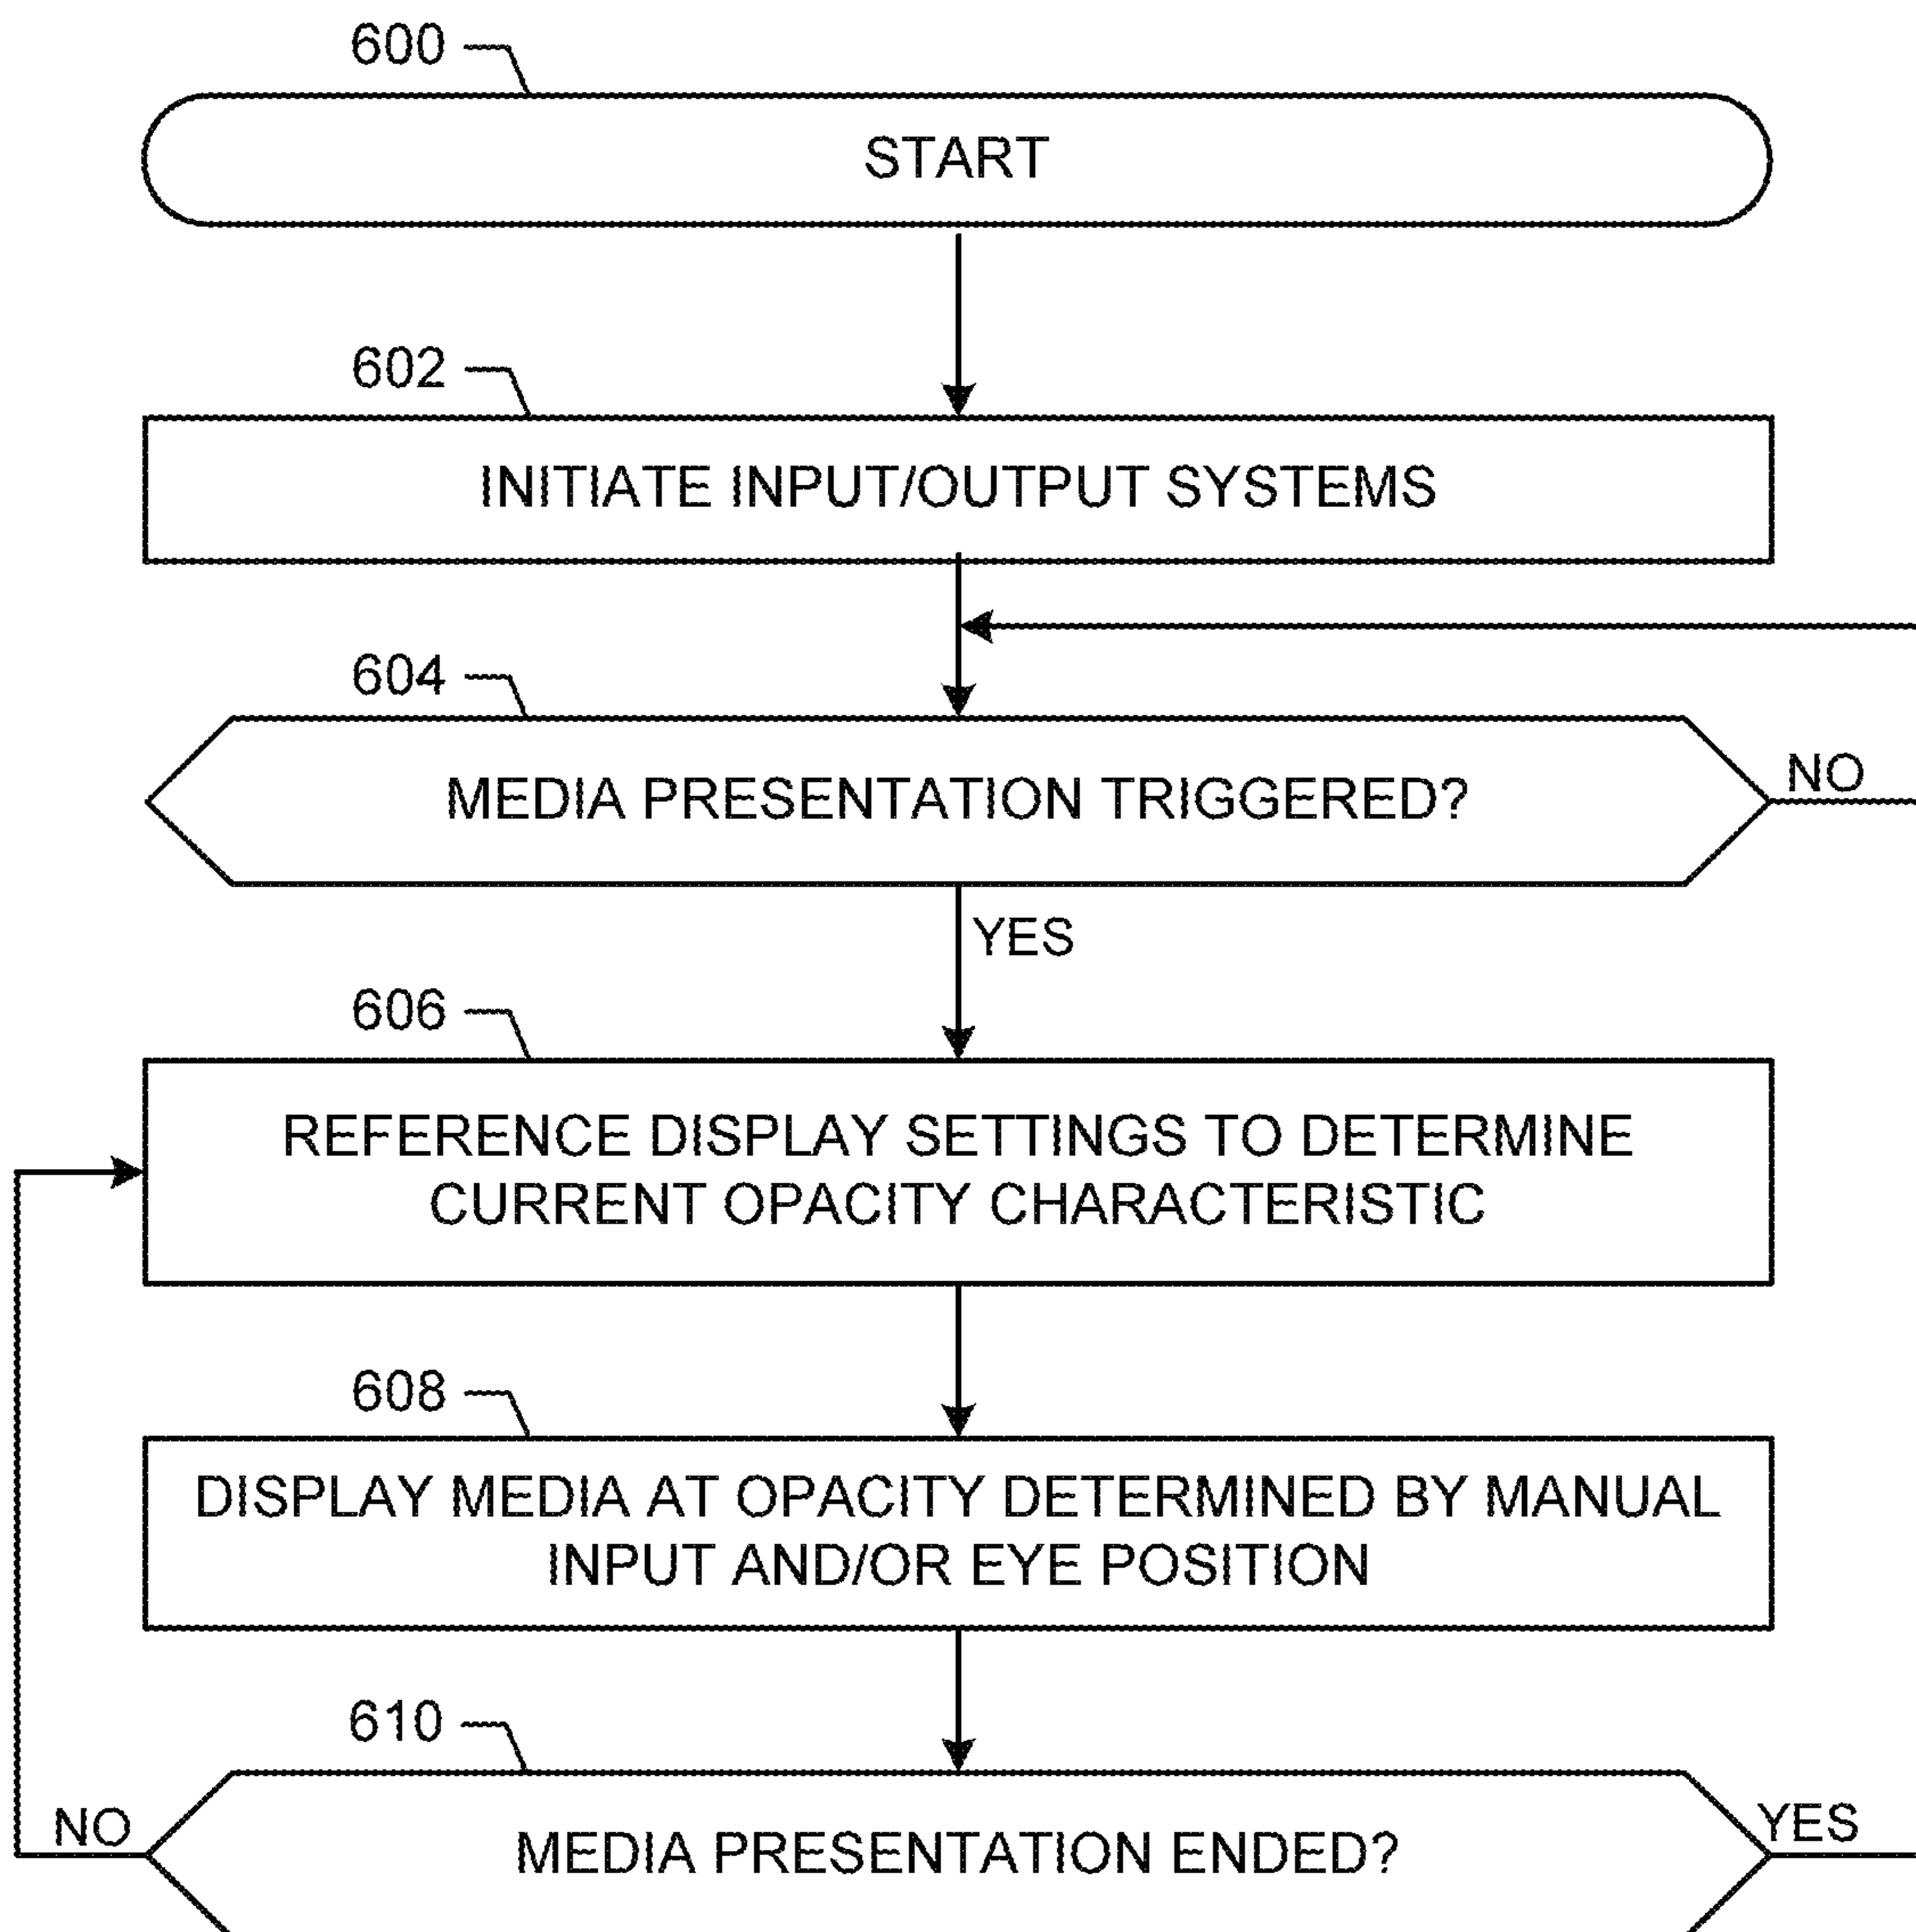 600
START
602
INITIATE INPUT/OUTPUT SYSTEMS
604
MEDIA PRESENTATION TRIGGERED?
NO
YES
606
REFERENCE DISPLAY SETTINGS TO DETERMINE
CURRENT OPACITY CHARACTERISTIC
608
DISPLAY MEDIA AT OPACITY DETERMINED BY MANUAL
INPUT AND/OR EYE POSITION
610
NO
MEDIA PRESENTATION ENDED?
YES